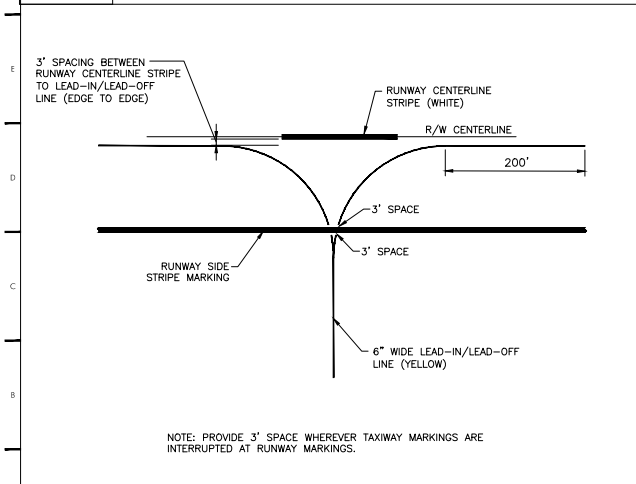 E
3' SPACING BETWEEN
RUNWAY CENTERLINE STRIPE
TO LEAD-IN/LEAD-OFF
LINE (EDGE TO EDGE)
RUNWAY CENTERLINE
STRIPE (WHITE)
R/W CENTERLINE
200'
D
3' SPACE
3' SPACE
RUNWAY SIDE
STRIPE MARKING
C
6" WIDE LEAD-IN/LEAD-OFF
LINE (YELLOW)
B
NOTE: PROVIDE 3' SPACE WHEREVER TAXIWAY MARKINGS ARE
INTERRUPTED AT RUNWAY MARKINGS.